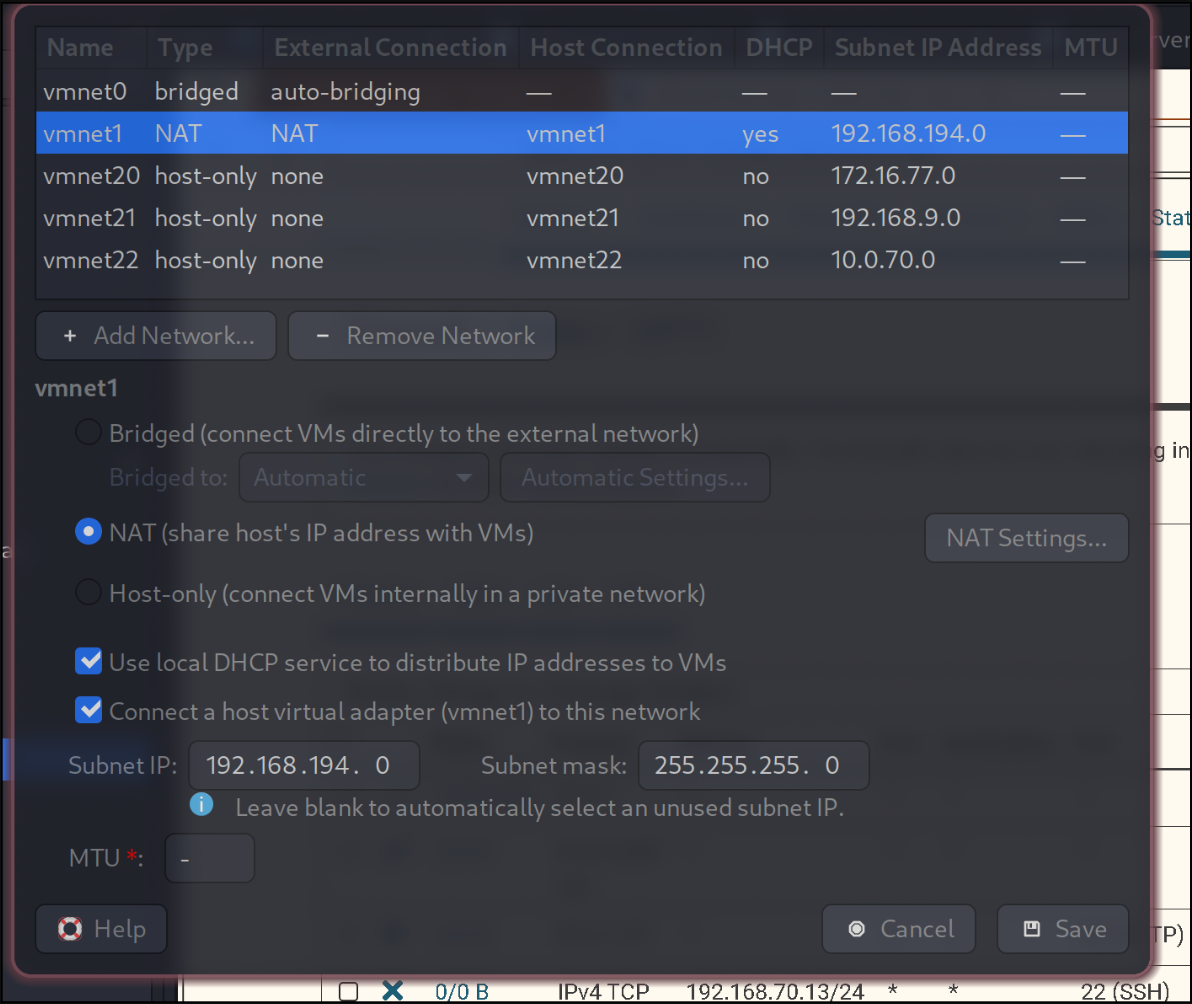 Name Type External Connection Host Connection DHCP Subnet IP Address MTU
vmnet0 bridged auto-bridging — — — —
vmnet1 NAT NAT vmnet1 yes 192.168.194.0 —
vmnet20 host-only none vmnet20 no 172.16.77.0 —
vmnet21 host-only none vmnet21 no 192.168.9.0 —
Stat
vmnet22 host-only none vmnet22 no 10.0.70.0 —
+ Add Network... − Remove Network
vmnet1
Bridged (connect VMs directly to the external network)
g in
Bridged to: Automatic Automatic Settings...
NAT (share host's IP address with VMs) NAT Settings...
Host-only (connect VMs internally in a private network)
Use local DHCP service to distribute IP addresses to VMs
Connect a host virtual adapter (vmnet1) to this network
Subnet IP: 192.168.194. 0 Subnet mask: 255.255.255. 0
Leave blank to automatically select an unused subnet IP.
MTU *: -
Help Cancel Save
TP)
0/0 B IPv4 TCP 192.168.70.13/24 * * 22 (SSH)